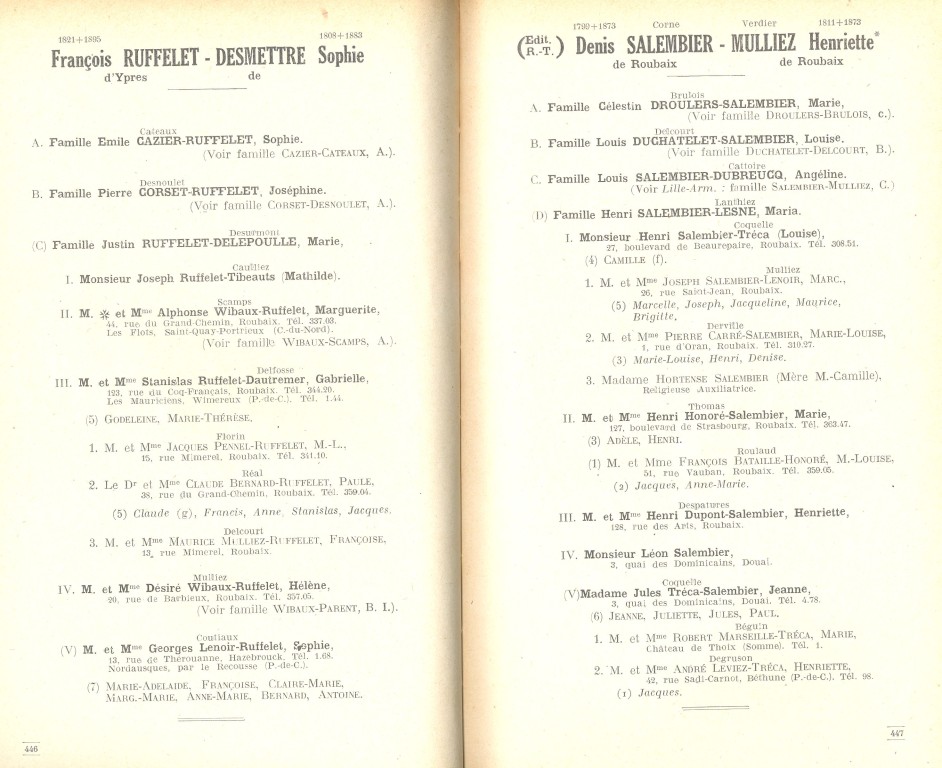 1821+1895 1808+1883
François RUFFELET - DESMETTRE Sophie
d'Ypres de
Cateaux
A. Famille Emile CAZIER-RUFFELET, Sophie.
(Voir famille CAZIER-CATEAUX, A.).
Desnoulet
B. Famille Pierre CORSET-RUFFELET, Joséphine.
(Voir famille CORSET-DESNOULET, A.).
Desurmont
(C) Famille Justin RUFFELET-DELEPOULLE, Marie,
Caulliez
I. Monsieur Joseph Ruffelet-Tibeauts (Mathilde).
Scamps
II. M. ✻ et Mme Alphonse Wibaux-Ruffelet, Marguerite,
44, rue du Grand-Chemin, Roubaix. Tél. 337.03.
Les Flots, Saint-Quay-Portrieux (C.-du-Nord).
(Voir famille WIBAUX-SCAMPS, A.).
Delfosse
III. M. et Mme Stanislas Ruffelet-Dautremer, Gabrielle,
123, rue du Coq-Français, Roubaix. Tél. 344.20.
Les Mauriciens, Wimereux (P.-de-C.). Tél. 1.44.
(5) GODELEINE, MARIE-THÉRÈSE,
Florin
1. M. et Mme JACQUES PENNEL-RUFFELET, M.-L.,
15, rue Mimerel, Roubaix. Tél. 341.10.
Réal
2. Le Dr et Mme CLAUDE BERNARD-RUFFELET, PAULE,
38, rue du Grand-Chemin, Roubaix. Tél. 359.04.
(5) Claude (g), Francis, Anne, Stanislas, Jacques.
Delcourt
3. M. et Mme MAURICE MULLIEZ-RUFFELET, FRANÇOISE,
13, rue Mimerel, Roubaix.
Mulliez
IV. M. et Mme Désiré Wibaux-Ruffelet, Hélène,
20, rue de Barbieux, Roubaix. Tél. 357.05.
(Voir famille WIBAUX-PARENT, B. I.).
Coutiaux
(V) M. et Mme Georges Lenoir-Ruffelet, Sophie,
13, rue de Thérouanne, Hazebrouck. Tél. 1.68.
Nordausques, par le Recousse (P.-de-C.).
(7) MARIE-ADELAIDE, FRANÇOISE, CLAIRE-MARIE,
MARG.-MARIE, ANNE-MARIE, BERNARD, ANTOINE.
446
1799+1873 Corne Verdier 1811+1873
(Edit. R.-T.) Denis SALEMBIER - MULLIEZ Henriette*
de Roubaix de Roubaix
Brulois
A. Famille Célestin DROULERS-SALEMBIER, Marie,
(Voir famille DROULERS-BRULOIS, C.).
Delcourt
B. Famille Louis DUCHATELET-SALEMBIER, Louise.
(Voir famille DUCHATELET-DELCOURT, B.).
Cattoire
C. Famille Louis SALEMBIER-DUBREUCQ, Angéline.
(Voir Lille-Arm. : famille SALEMBIER-MULLIEZ, C.)
Lanthiez
(D) Famille Henri SALEMBIER-LESNE, Maria.
Coquelle
I. Monsieur Henri Salembier-Tréca (Louise),
27, boulevard de Beaurepaire, Roubaix. Tél. 308.51.
(4) CAMILLE (f).
Mulliez
1. M. et Mme JOSEPH SALEMBIER-LENOIR, MARC.,
26, rue Saint-Jean, Roubaix.
(5) Marcelle, Joseph, Jacqueline, Maurice,
Brigitte,
Derville
2. M. et Mme PIERRE CARRÉ-SALEMBIER, MARIE-LOUISE,
1, rue d'Oran, Roubaix. Tél. 310.27.
(3) Marie-Louise, Henri, Denise.
3. Madame HORTENSE SALEMBIER (Mère M.-Camille),
Religieuse Auxiliatrice.
Thomas
II. M. et Mme Henri Honoré-Salembier, Marie,
127, boulevard de Strasbourg, Roubaix. Tél. 363.47.
(3) ADÈLE, HENRI.
Roulaud
(1) M. et Mme FRANÇOIS BATAILLE-HONORÉ, M.-LOUISE,
51, rue Vauban, Roubaix. Tél. 359.05.
(2) Jacques, Anne-Marie.
Despatures
III. M. et Mme Henri Dupont-Salembier, Henriette,
128, rue des Arts, Roubaix.
IV. Monsieur Léon Salembier,
3, quai des Dominicains, Douai.
Coquelle
(V) Madame Jules Tréca-Salembier, Jeanne,
3, quai des Dominicains, Douai. Tél. 4.78.
(6) JEANNE, JULIETTE, JULES, PAUL.
Béguin
1. M. et Mme ROBERT MARSEILLE-TRÉCA, MARIE,
Château de Thoix (Somme). Tél. 1.
Degruson
2. M. et Mme ANDRÉ LEVIEZ-TRÉCA, HENRIETTE,
42, rue Sadi-Carnot, Béthune (P.-de-C.). Tél. 98.
(1) Jacques.
447